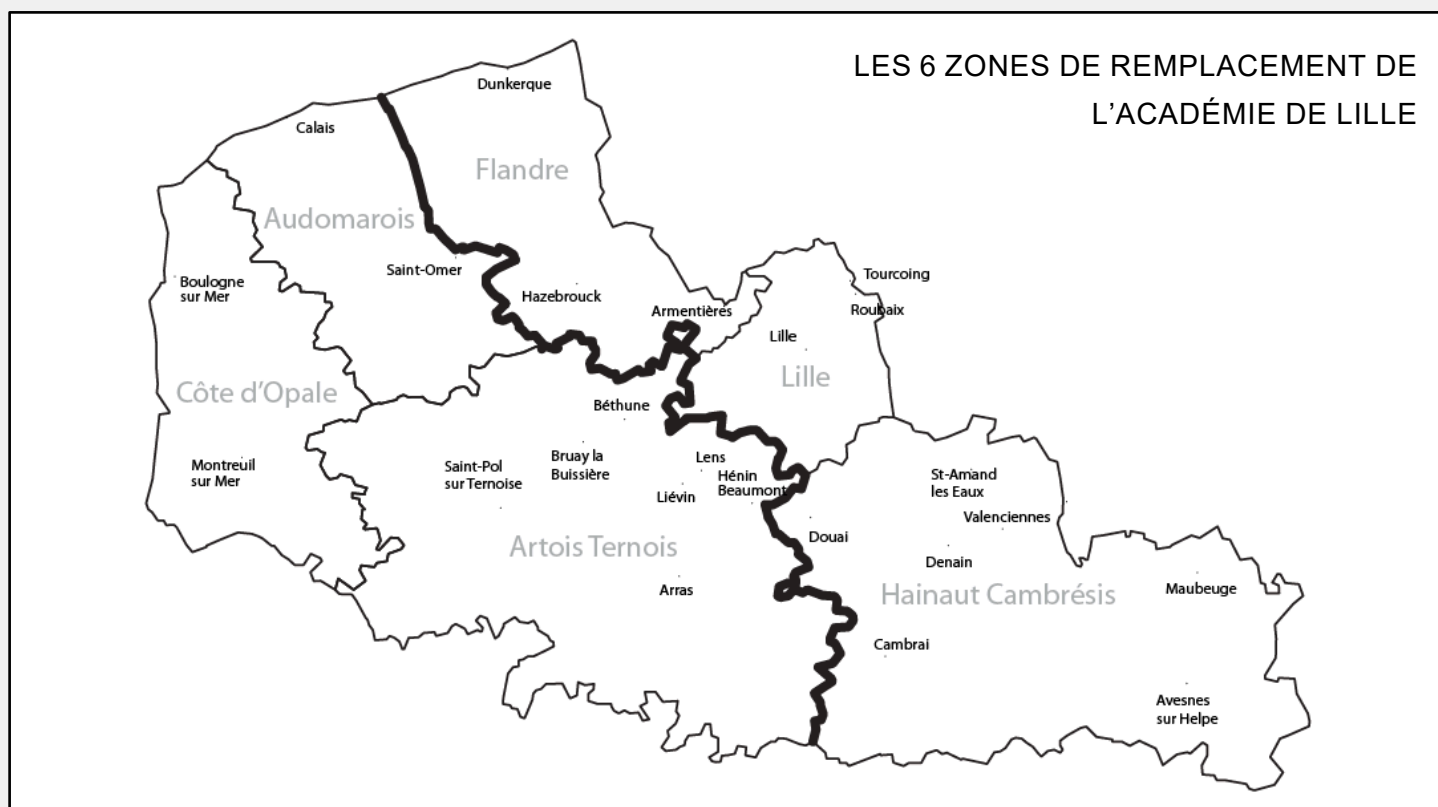 LES 6 ZONES DE REMPLACEMENT DE
L’ACADÉMIE DE LILLE
Dunkerque
Calais
Flandre
Audomarois
Saint-Omer
Boulogne
sur Mer
Hazebrouck
Armentières
Tourcoing
Roubaix
Lille
Lille
Côte d’Opale
Béthune
Montreuil
sur Mer
Saint-Pol
sur Ternoise
Bruay la
Buissière
Lens
Hénin
Beaumont
Liévin
St-Amand
les Eaux
Valenciennes
Douai
Artois Ternois
Denain
Arras
Hainaut Cambrésis
Maubeuge
Cambrai
Avesnes
sur Helpe